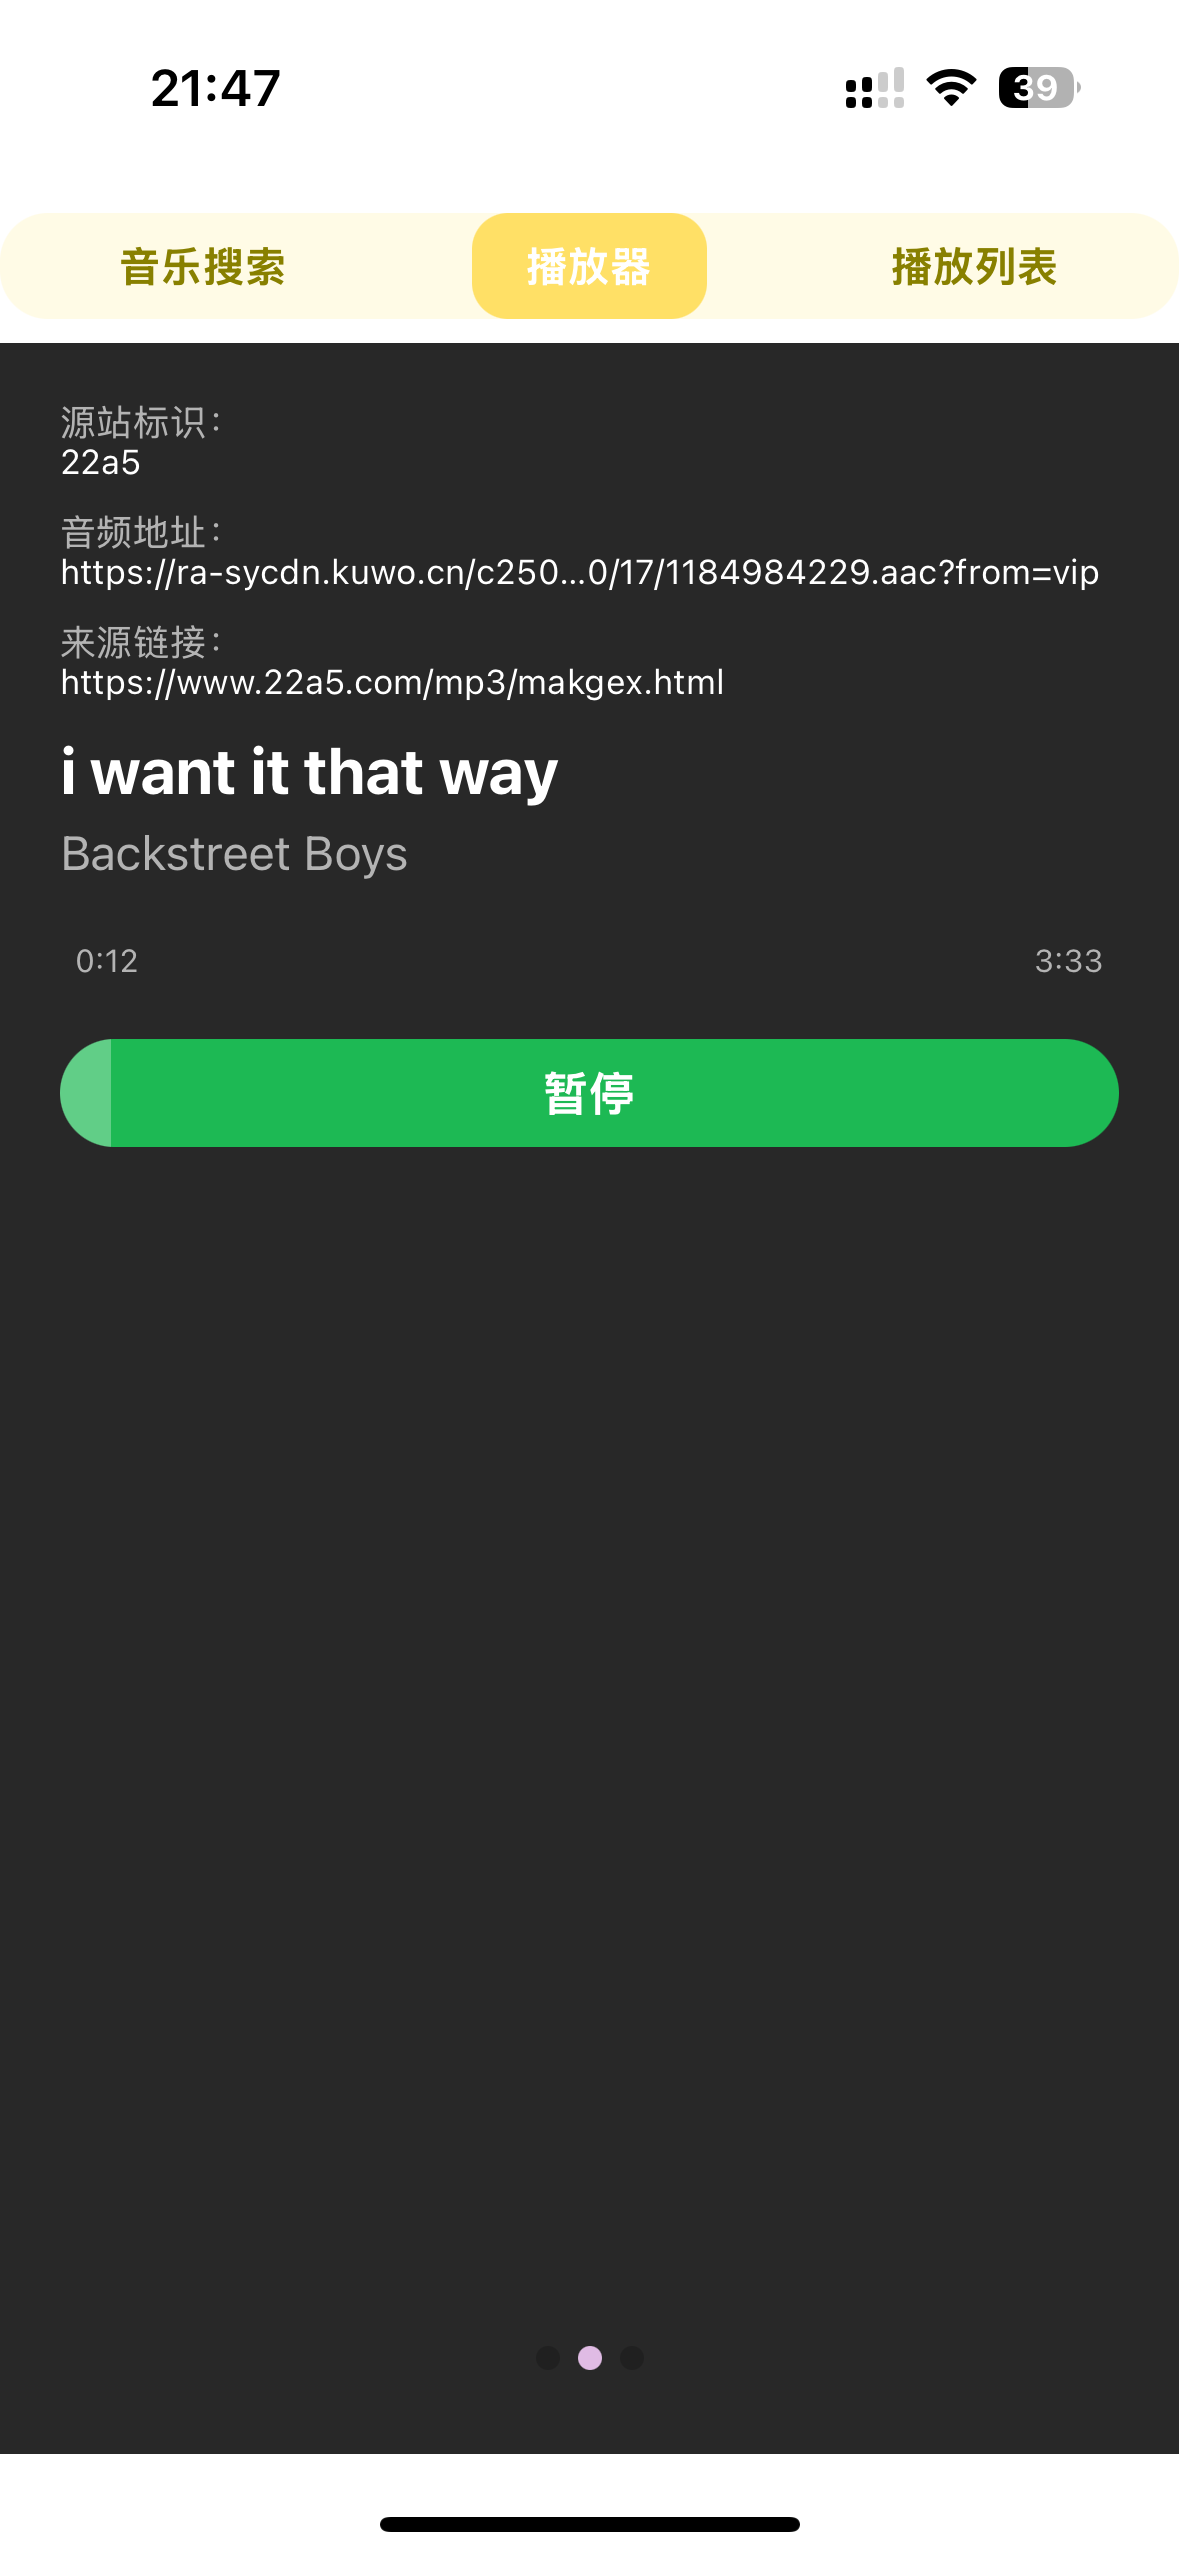 21:47
39
音乐搜索 播放器 播放列表
源站标识：
22a5
音频地址：
https://ra-sycdn.kuwo.cn/c250...0/17/1184984229.aac?from=vip
来源链接：
https://www.22a5.com/mp3/makgex.html
i want it that way
Backstreet Boys
0:12 3:33
暂停